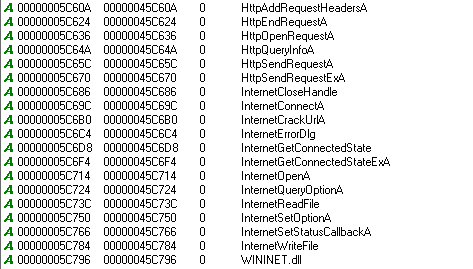 A 00000005C60A 00000045C60A 0 HttpAddRequestHeadersA
A 00000005C624 00000045C624 0 HttpEndRequestA
A 00000005C636 00000045C636 0 HttpOpenRequestA
A 00000005C64A 00000045C64A 0 HttpQueryInfoA
A 00000005C65C 00000045C65C 0 HttpSendRequestA
A 00000005C670 00000045C670 0 HttpSendRequestExA
A 00000005C686 00000045C686 0 InternetCloseHandle
A 00000005C69C 00000045C69C 0 InternetConnectA
A 00000005C6B0 00000045C6B0 0 InternetCrackUrlA
A 00000005C6C4 00000045C6C4 0 InternetErrorDlg
A 00000005C6D8 00000045C6D8 0 InternetGetConnectedState
A 00000005C6F4 00000045C6F4 0 InternetGetConnectedStateExA
A 00000005C714 00000045C714 0 InternetOpenA
A 00000005C724 00000045C724 0 InternetQueryOptionA
A 00000005C73C 00000045C73C 0 InternetReadFile
A 00000005C750 00000045C750 0 InternetSetOptionA
A 00000005C766 00000045C766 0 InternetSetStatusCallbackA
A 00000005C784 00000045C784 0 InternetWriteFile
A 00000005C796 00000045C796 0 WININET.dll